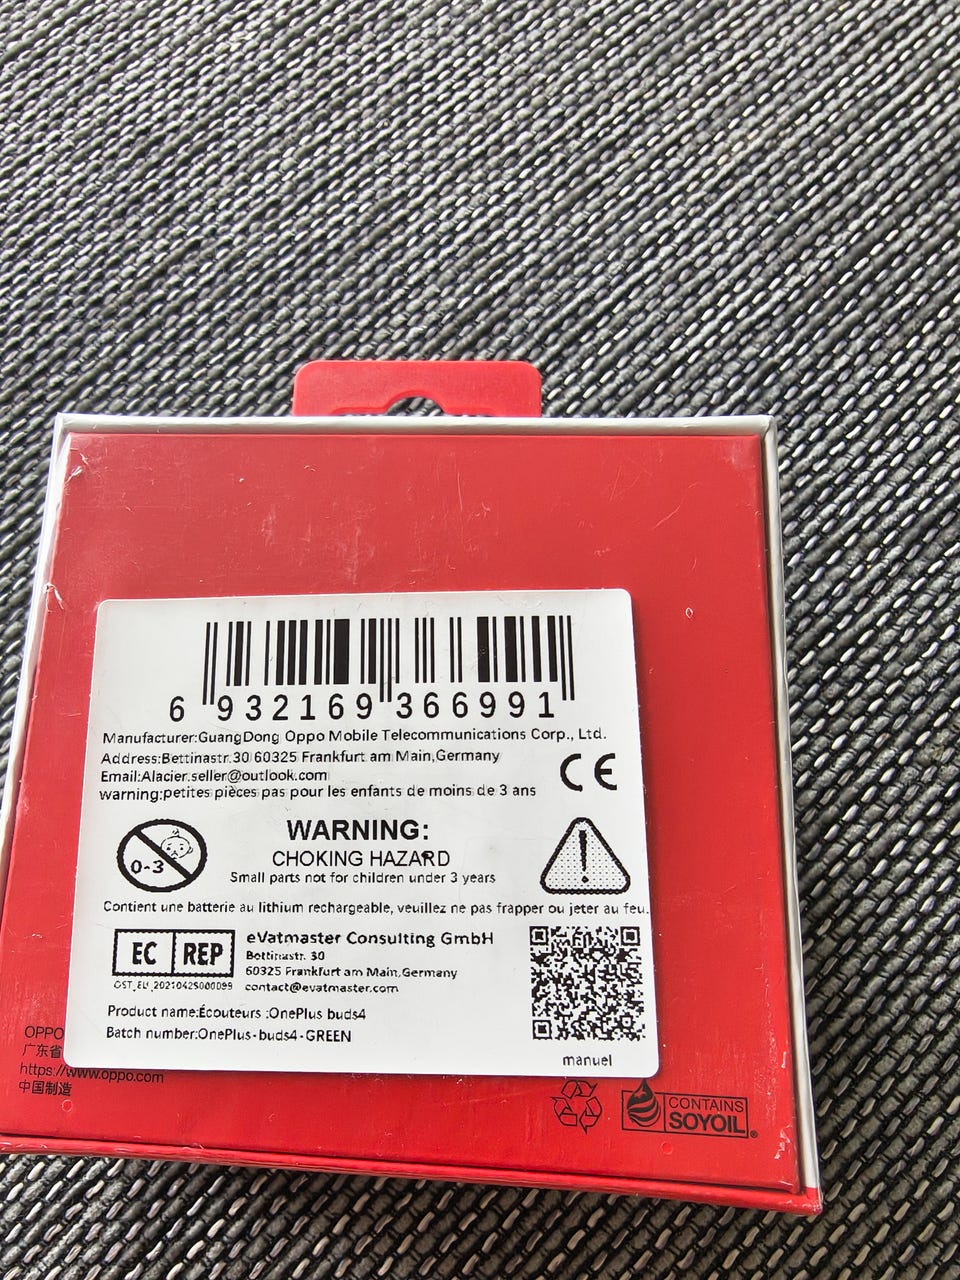 6 932169 366991
Manufacturer:GuangDong Oppo Mobile Telecommunications Corp., Ltd.
Address:Bettinastr.30 60325 Frankfurt am Main,Germany
Email:Alacier.seller@outlook.com
warning:petites pièces pas pour les enfants de moins de 3 ans
CE
0-3
WARNING:
CHOKING HAZARD
Small parts not for children under 3 years
Contient une batterie au lithium rechargeable, veuillez ne pas frapper ou jeter au feu.
EC REP
eVatmaster Consulting GmbH
Bettinastr. 30
60325 Frankfurt am Main,Germany
contact@evatmaster.com
Product name:Écouteurs :OnePlus buds4
Batch number:OnePlus-buds4-GREEN
manuel
OPPO
广东省
https://www.oppo.com
中国制造
CONTAINS
SOYOIL